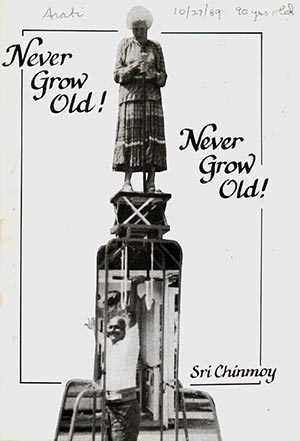 Arati 10/27/89 90 yrs old
Never
Grow
Old!
Never
Grow
Old!
Sri Chinmoy